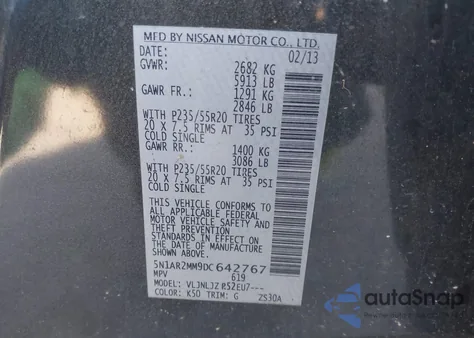 MFD BY NISSAN MOTOR CO., LTD.
DATE: 02/13
GVWR: 2682 KG
5913 LB
GAWR FR: 1291 KG
2846 LB
WITH P235/55R20 TIRES
20 X 7.5 RIMS AT 35 PSI
COLD SINGLE
GAWR RR: 1400 KG
3086 LB
WITH P235/55R20 TIRES
20 X 7.5 RIMS AT 35 PSI
COLD SINGLE
THIS VEHICLE CONFORMS TO
ALL APPLICABLE FEDERAL
MOTOR VEHICLE SAFETY
STANDARDS IN EFFECT ON
THE DATE OF MANUFACTURE
SHOWN ABOVE.
5N1AR2MM9DC642767
MPV 619
MODEL: VLJNLJZ R52EU7---
COLOR: K50 TRIM: G ZS30A
autoSnap